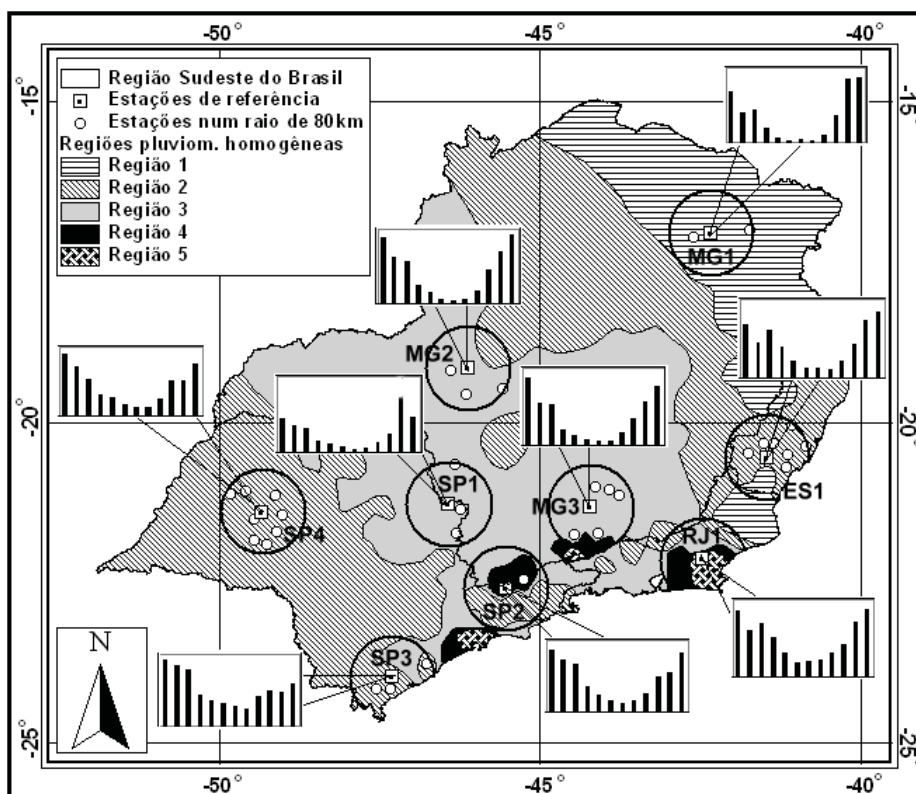 -50° -45° -40°
-15 -15
Região Sudeste do Brasil
Estações de referência
Estações num raio de 80km
Regiões pluviom. homogêneas
Região 1
Região 2
Região 3
Região 4
Região 5
MG1
MG2
-20 -20
SP1
MG3
ES1
SP4
RJ1
SP2
N
SP3
-25 -25
-50° -45° -40°